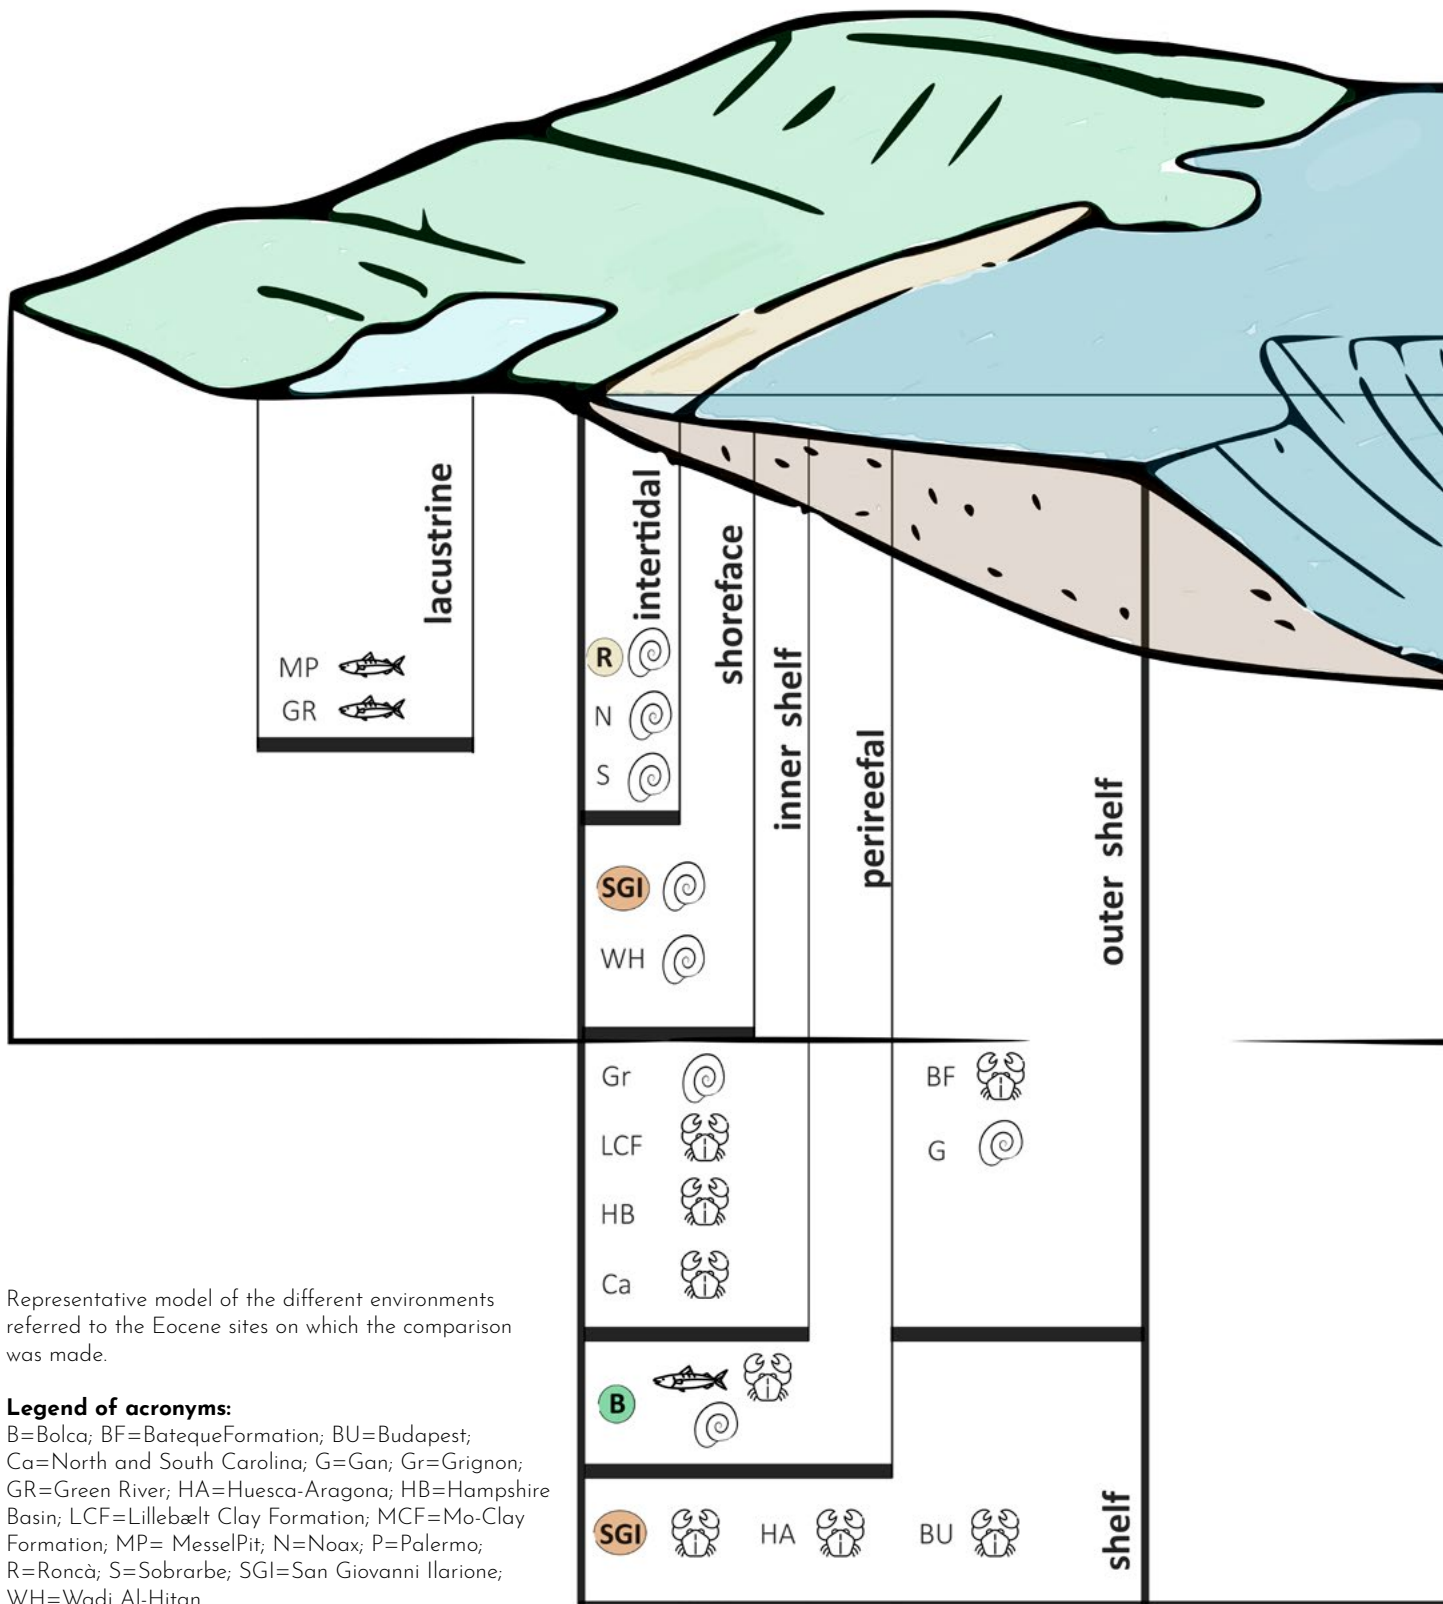 lacustrine
MP
GR
intertidal
R
N
S
shoreface
SGI
WH
inner shelf
Gr
LCF
HB
Ca
perireefal
B
outer shelf
BF
G
shelf
SGI
HA
BU
Representative model of the different environments
referred to the Eocene sites on which the comparison
was made.
Legend of acronyms:
B=Bolca; BF=BatequeFormation; BU=Budapest;
Ca=North and South Carolina; G=Gan; Gr=Grignon;
GR=Green River; HA=Huesca-Aragona; HB=Hampshire
Basin; LCF=Lillebælt Clay Formation; MCF=Mo-Clay
Formation; MP= MesselPit; N=Noax; P=Palermo;
R=Roncà; S=Sobrarbe; SGI=San Giovanni Ilarione;
WH=Wadi Al-Hitan